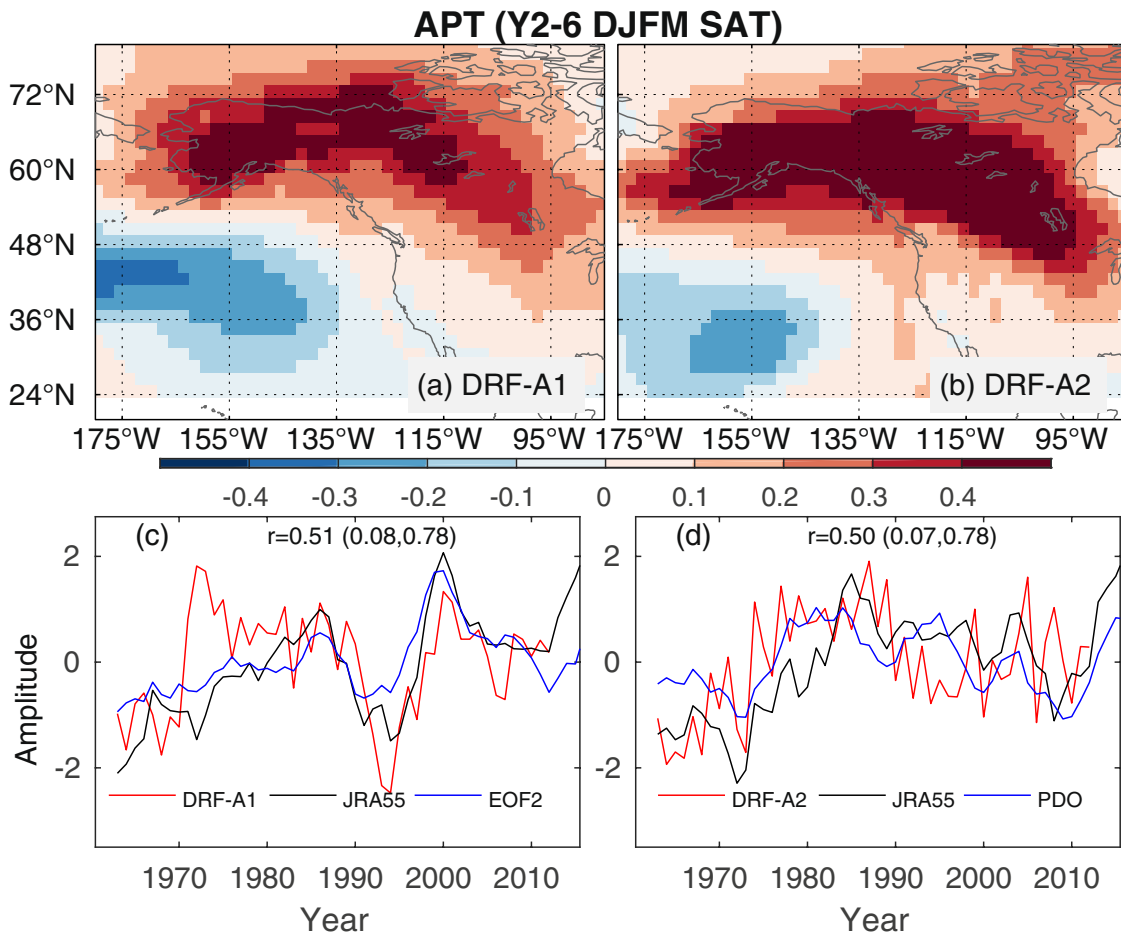 APT (Y2-6 DJFM SAT)
72°N
60°N
48°N
36°N
24°N
(a) DRF-A1
(b) DRF-A2
175°W 155°W 135°W 115°W 95°W 175°W 155°W 135°W 115°W 95°W
-0.4 -0.3 -0.2 -0.1 0 0.1 0.2 0.3 0.4
(c) r=0.51 (0.08,0.78)
(d) r=0.50 (0.07,0.78)
2
0
-2
2
0
-2
Amplitude
DRF-A1 JRA55 EOF2
DRF-A2 JRA55 PDO
1970 1980 1990 2000 2010
1970 1980 1990 2000 2010
Year
Year